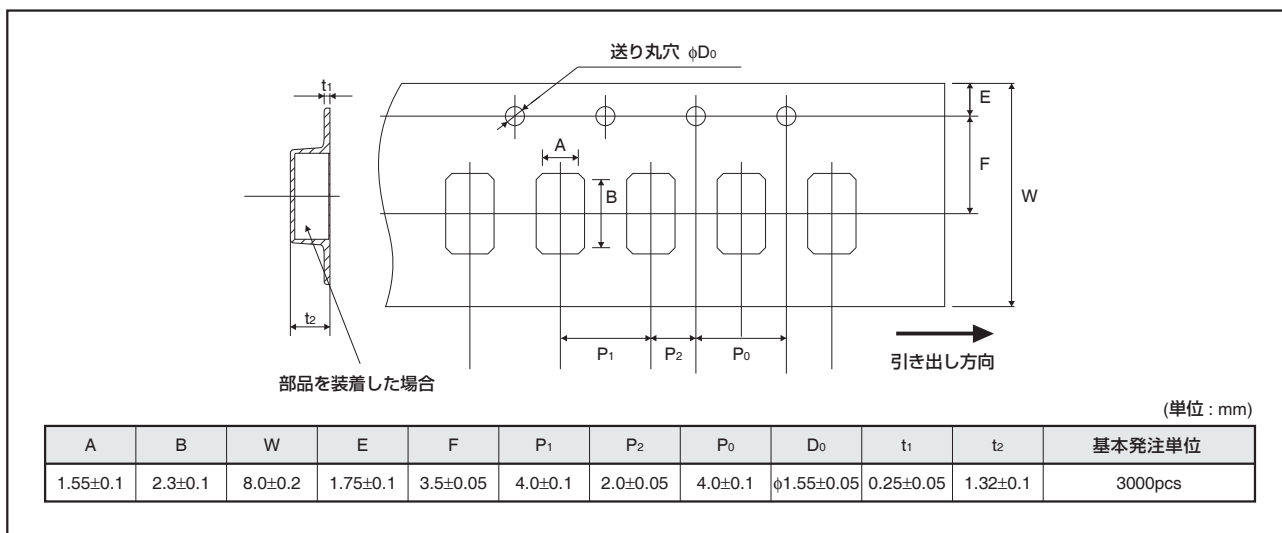 送り丸穴 φD0
t1
E
A
F
B
W
t2
P1
P2
P0
引き出し方向
部品を装着した場合
(単位 : mm)
A B W E F P1 P2 P0 D0 t1 t2 基本発注単位
1.55±0.1 2.3±0.1 8.0±0.2 1.75±0.1 3.5±0.05 4.0±0.1 2.0±0.05 4.0±0.1 φ1.55±0.05 0.25±0.05 1.32±0.1 3000pcs